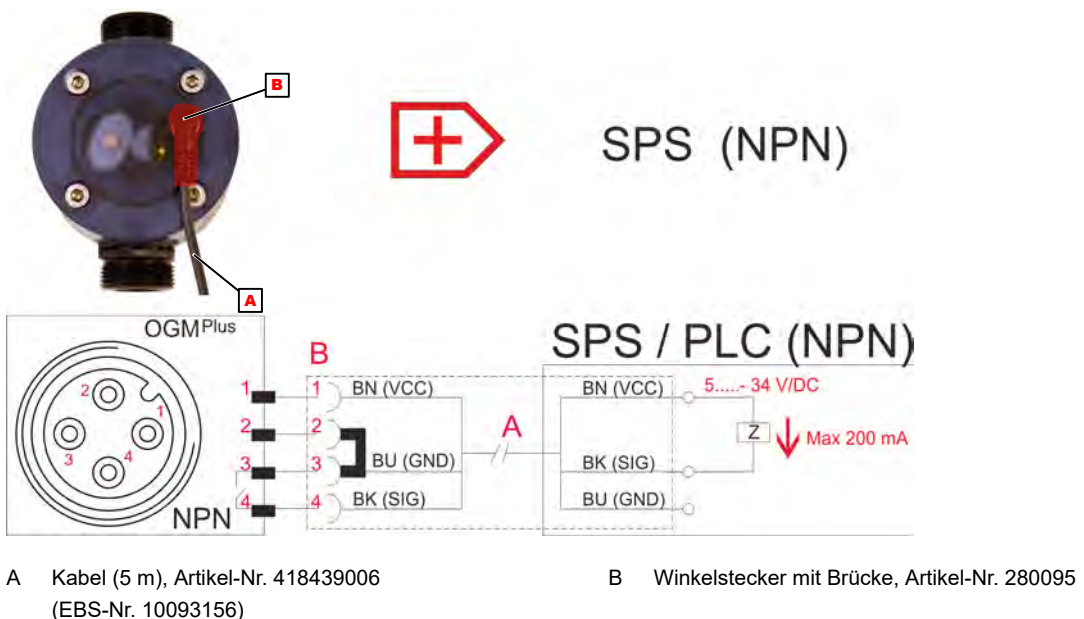 B
SPS (NPN)
A
OGM Plus
SPS / PLC (NPN)
B
1 1 BN (VCC)
2 2
3 3 BU (GND)
4 4 BK (SIG)
NPN
2
1
3
4
A
BN (VCC) 5.....- 34 V/DC
Z Max 200 mA
BK (SIG)
BU (GND)
A Kabel (5 m), Artikel-Nr. 418439006
(EBS-Nr. 10093156)
B Winkelstecker mit Brücke, Artikel-Nr. 280095